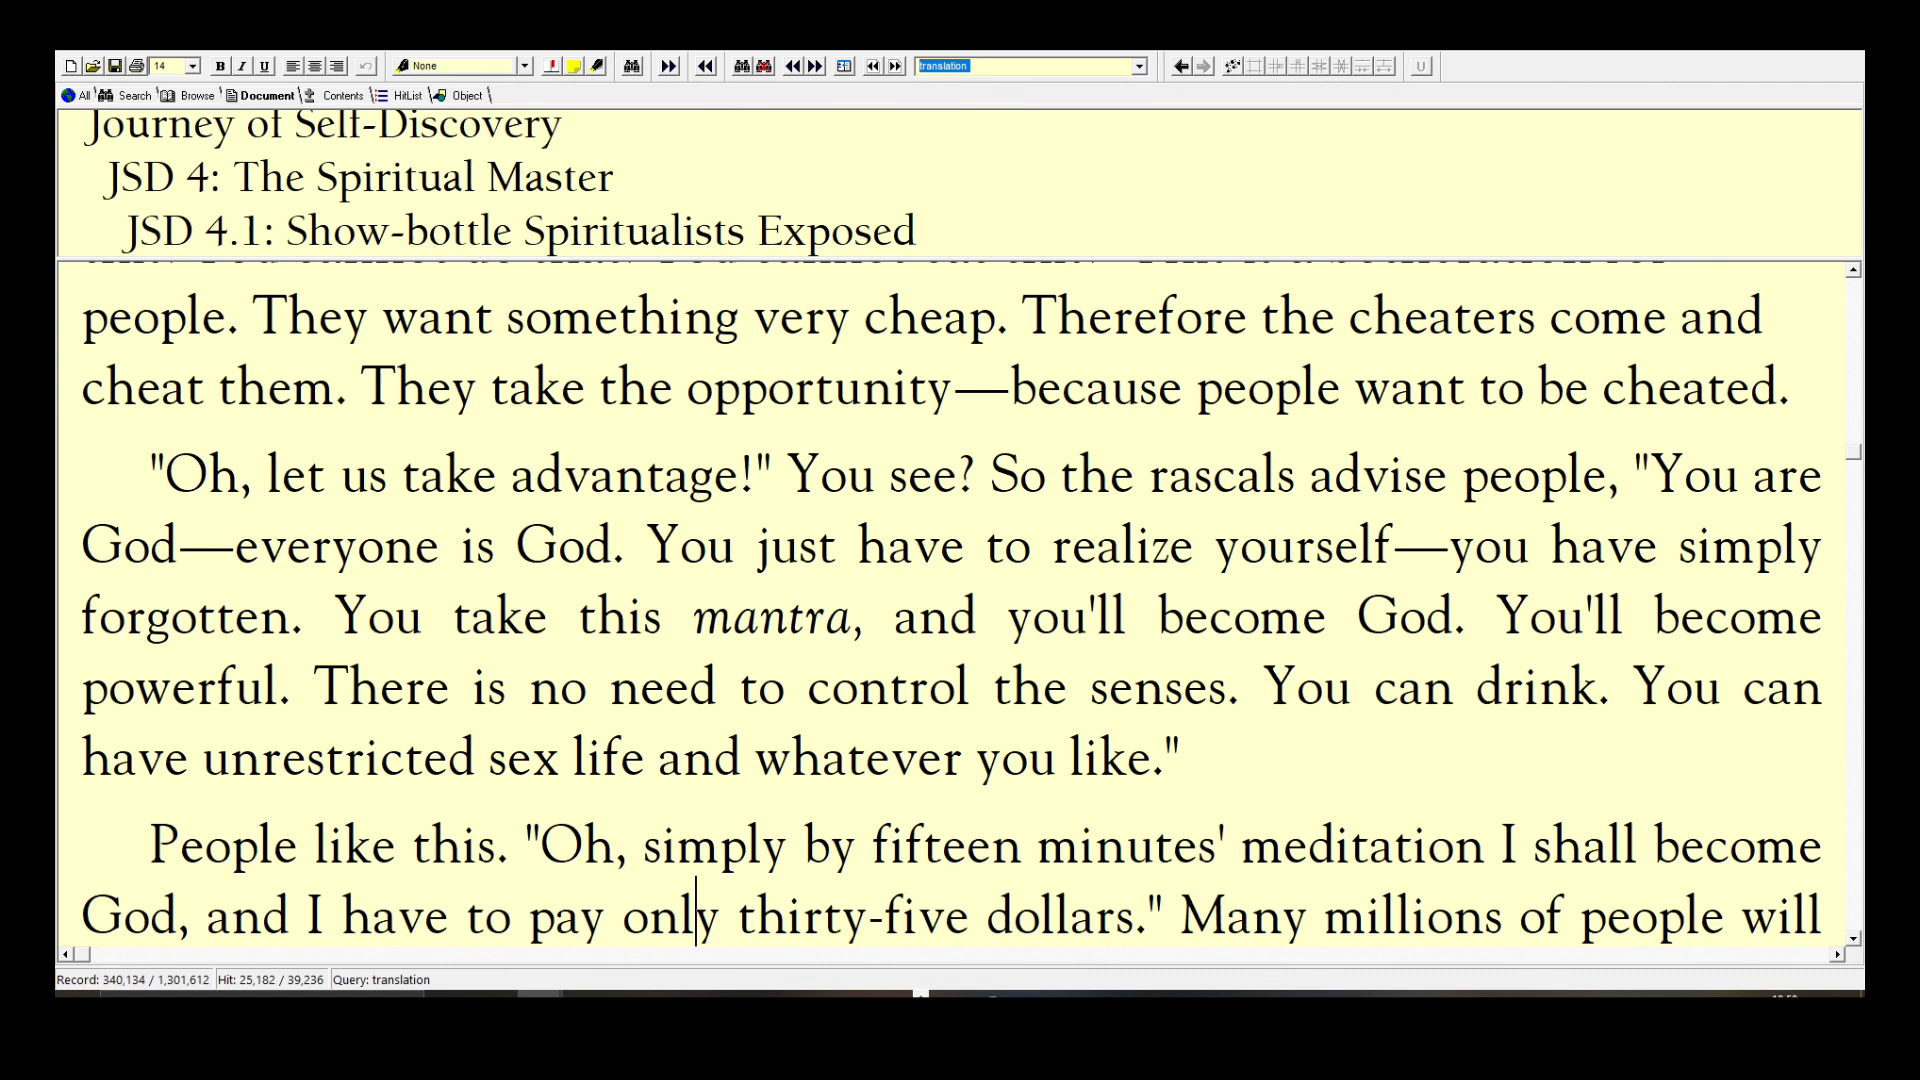 14
B I U
None
translation
U
All Search Browse Document Contents HitList Object
Journey of Self-Discovery
JSD 4: The Spiritual Master
JSD 4.1: Show-bottle Spiritualists Exposed
people. They want something very cheap. Therefore the cheaters come and
cheat them. They take the opportunity—because people want to be cheated.
"Oh, let us take advantage!" You see? So the rascals advise people, "You are
God—everyone is God. You just have to realize yourself—you have simply
forgotten. You take this mantra, and you'll become God. You'll become
powerful. There is no need to control the senses. You can drink. You can
have unrestricted sex life and whatever you like."
People like this. "Oh, simply by fifteen minutes' meditation I shall become
God, and I have to pay only thirty-five dollars." Many millions of people will
Record: 340,134 / 1,301,612 Hit: 25,182 / 39,236 Query: translation